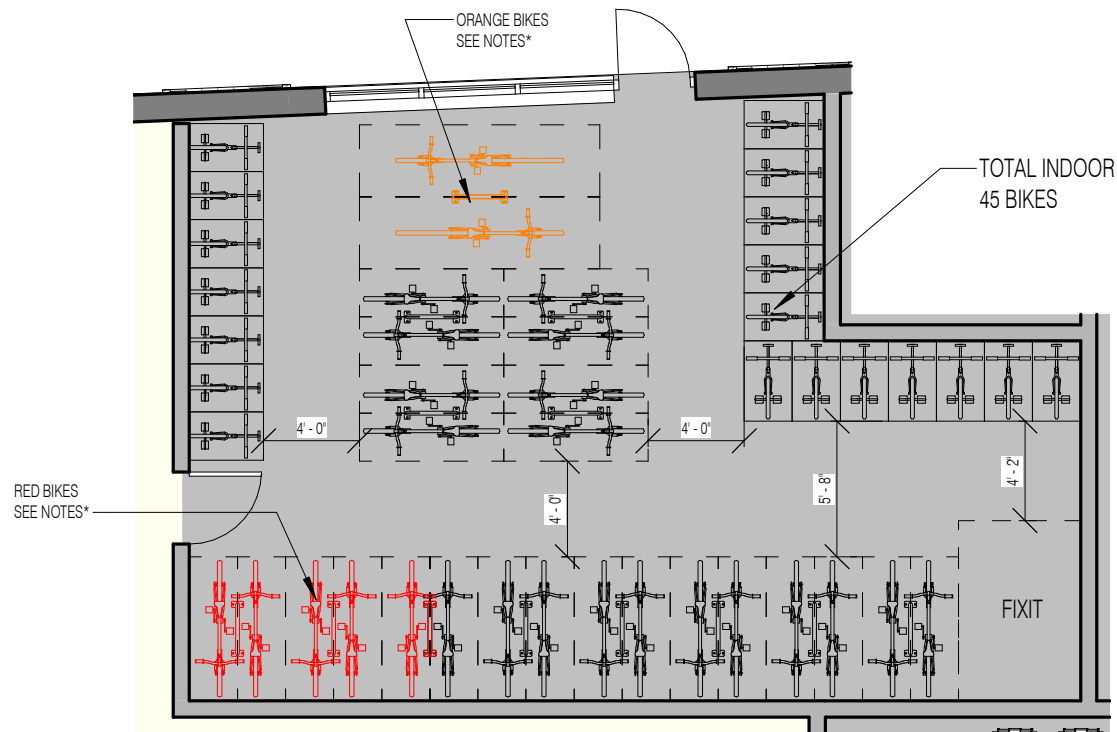 ORANGE BIKES
SEE NOTES*
TOTAL INDOOR
45 BIKES
4' - 0"
4' - 0"
4' - 0"
5' - 8"
4' - 2"
RED BIKES
SEE NOTES*
FIXIT